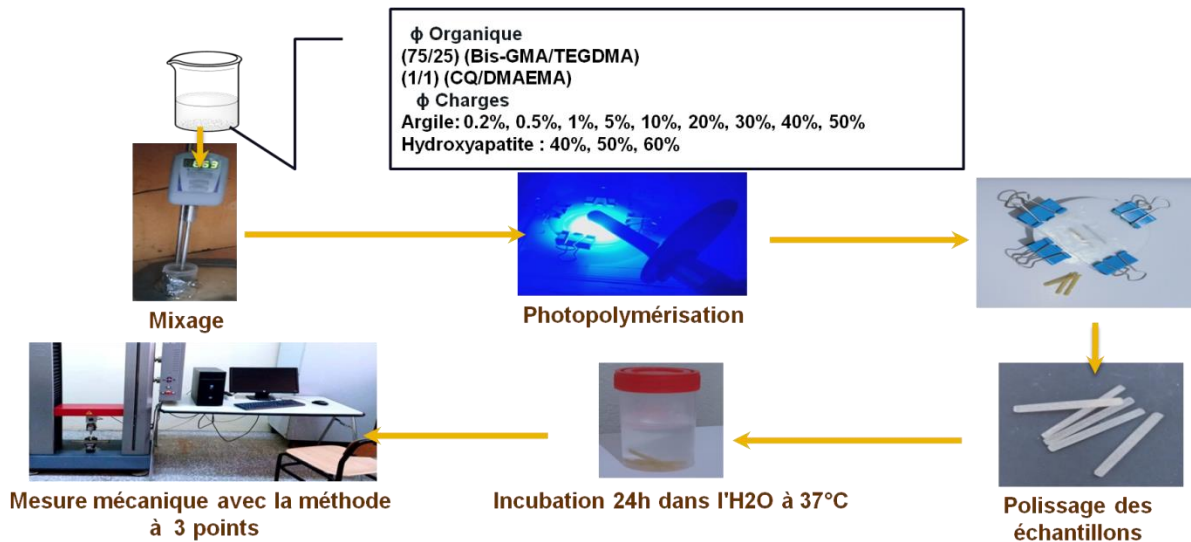 ϕ Organique
(75/25) (Bis-GMA/TEGDMA)
(1/1) (CQ/DMAEMA)
ϕ Charges
Argile: 0.2%, 0.5%, 1%, 5%, 10%, 20%, 30%, 40%, 50%
Hydroxyapatite : 40%, 50%, 60%
Mixage
Photopolymérisation
Polissage des
échantillons
Incubation 24h dans l'H2O à 37°C
Mesure mécanique avec la méthode
à 3 points